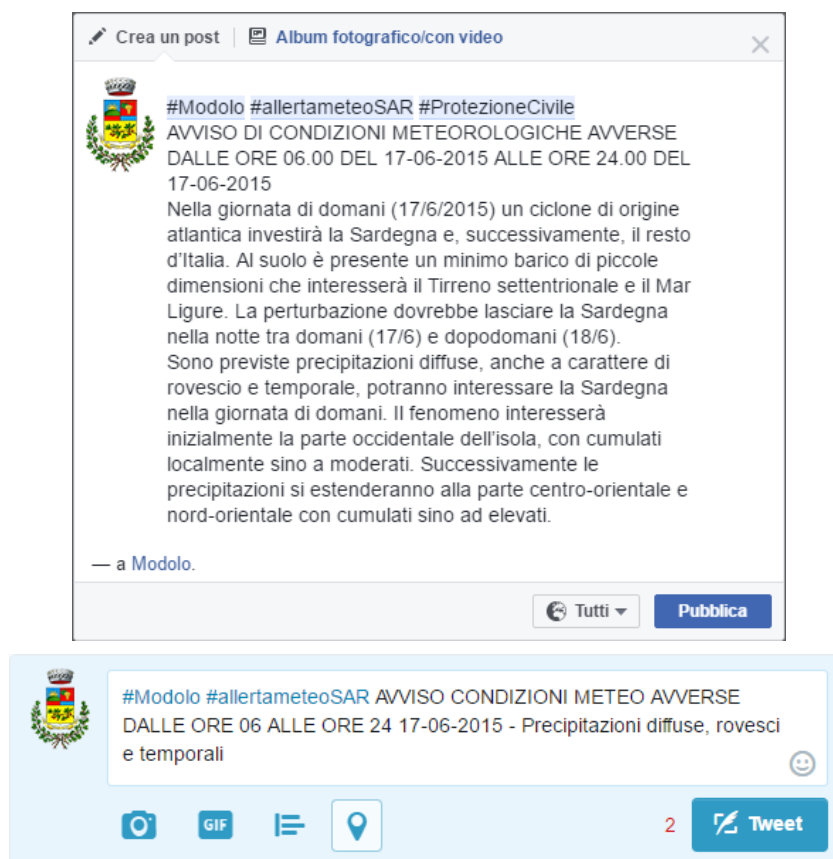 Crea un post Album fotografico/con video
#Modolo #allertameteoSAR #ProtezioneCivile
AVVISO DI CONDIZIONI METEOROLOGICHE AVVERSE
DALLE ORE 06.00 DEL 17-06-2015 ALLE ORE 24.00 DEL
17-06-2015
Nella giornata di domani (17/6/2015) un ciclone di origine
atlantica investirà la Sardegna e, successivamente, il resto
d'Italia. Al suolo è presente un minimo barico di piccole
dimensioni che interesserà il Tirreno settentrionale e il Mar
Ligure. La perturbazione dovrebbe lasciare la Sardegna
nella notte tra domani (17/6) e dopodomani (18/6).
Sono previste precipitazioni diffuse, anche a carattere di
rovescio e temporale, potranno interessare la Sardegna
nella giornata di domani. Il fenomeno interesserà
inizialmente la parte occidentale dell'isola, con cumulati
localmente sino a moderati. Successivamente le
precipitazioni si estenderanno alla parte centro-orientale e
nord-orientale con cumulati sino ad elevati.
— a Modolo.
Tutti Pubblica
#Modolo #allertameteoSAR AVVISO CONDIZIONI METEO AVVERSE
DALLE ORE 06 ALLE ORE 24 17-06-2015 - Precipitazioni diffuse, rovesci
e temporali
GIF 2 Tweet